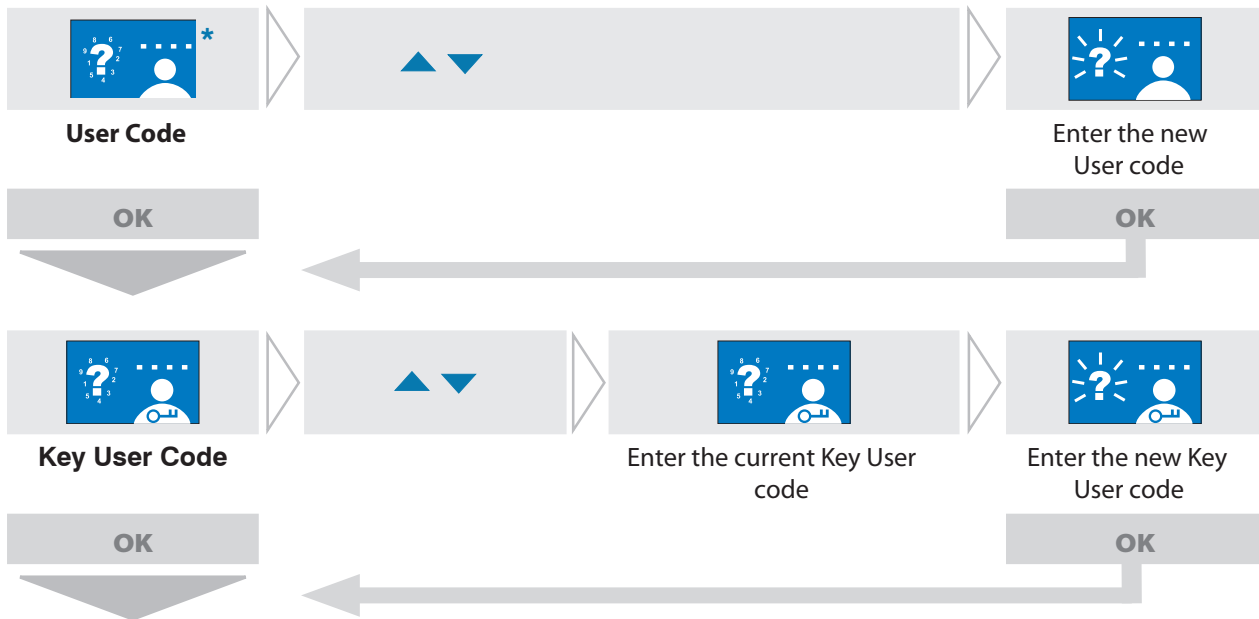 *
User Code
Enter the new
User code
OK
OK
Key User Code
Enter the current Key User
code
Enter the new Key
User code
OK
OK